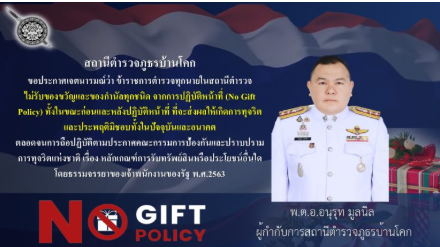 สถานีตำรวจภูธรบ้านโคก
ขอประกาศเจตนารมณ์ว่า ข้าราชการตำรวจทุกนายในสถานีตำรวจ
ไม่รับของขวัญและของกำนัลทุกชนิด จากการปฏิบัติหน้าที่ (No Gift
Policy) ทั้งในขณะก่อนและหลังปฏิบัติหน้าที่ ที่จะส่งผลให้เกิดการทุจริต
และประพฤติมิชอบทั้งในปัจจุบันและอนาคต
ตลอดจนการถือปฏิบัติตามประกาศคณะกรรมการป้องกันและปราบปราม
การทุจริตแห่งชาติ เรื่อง หลักเกณฑ์การรับทรัพย์สินหรือประโยชน์อื่นใด
โดยธรรมจรรยาของเจ้าพนักงานของรัฐ พ.ศ.2563
NO GIFT
POLICY
พ.ต.อ.อนุรุท มูลนิล
ผู้กำกับการสถานีตำรวจภูธรบ้านโคก